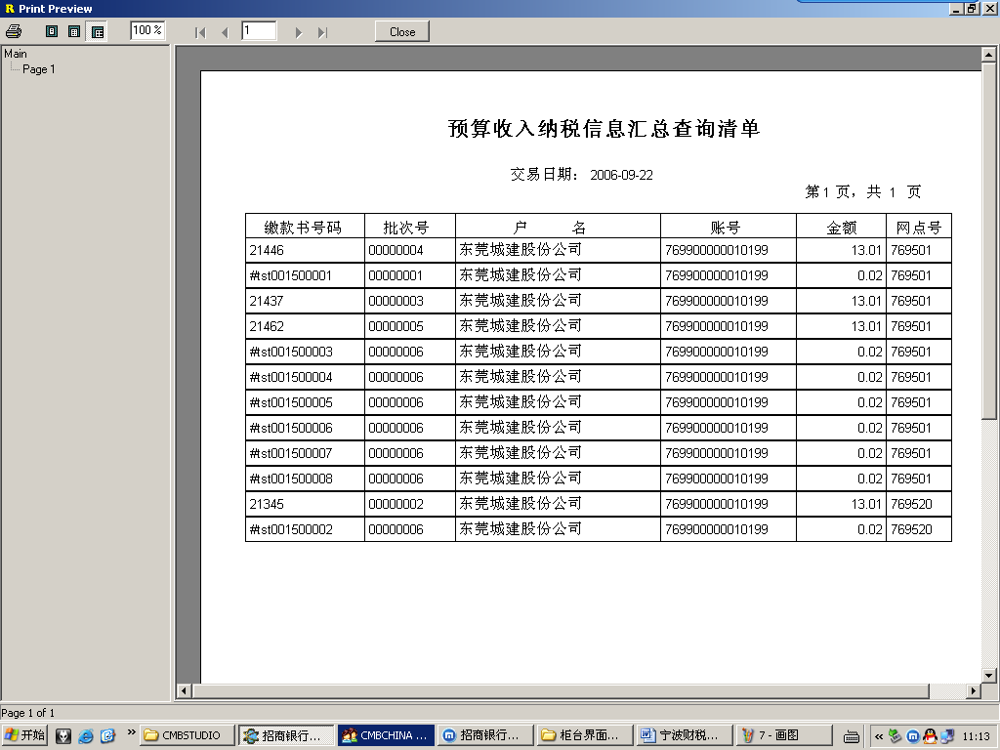 Print Preview
100 %
1
Close
Main
Page 1
预算收入纳税信息汇总查询清单
交易日期： 2006-09-22
第 1 页，共 1 页
缴款书号码 批次号 户 名 账号 金额 网点号
21446 00000004 东莞城建股份公司 769900000010199 13.01 769501
#tst001500001 00000001 东莞城建股份公司 769900000010199 0.02 769501
21437 00000003 东莞城建股份公司 769900000010199 13.01 769501
21462 00000005 东莞城建股份公司 769900000010199 13.01 769501
#tst001500003 00000006 东莞城建股份公司 769900000010199 0.02 769501
#tst001500004 00000006 东莞城建股份公司 769900000010199 0.02 769501
#tst001500005 00000006 东莞城建股份公司 769900000010199 0.02 769501
#tst001500006 00000006 东莞城建股份公司 769900000010199 0.02 769501
#tst001500007 00000006 东莞城建股份公司 769900000010199 0.02 769501
#tst001500008 00000006 东莞城建股份公司 769900000010199 0.02 769501
21345 00000002 东莞城建股份公司 769900000010199 13.01 769520
#tst001500002 00000006 东莞城建股份公司 769900000010199 0.02 769520
Page 1 of 1
开始 » CMBSTUDIO 招商银行... CMBCHINA ... 招商银行... 柜台界面... 宁波财税... 7 - 画图 « 11:13